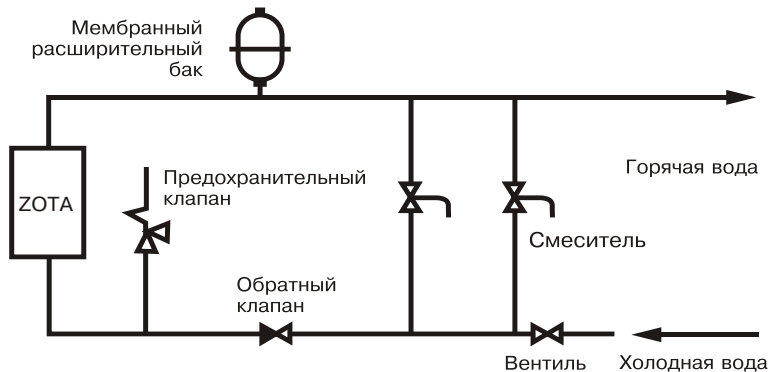 Мембранный
расширительный
бак
Горячая вода
Предохранительный
клапан
ZOTA
Смеситель
Обратный
клапан
Вентиль
Холодная вода